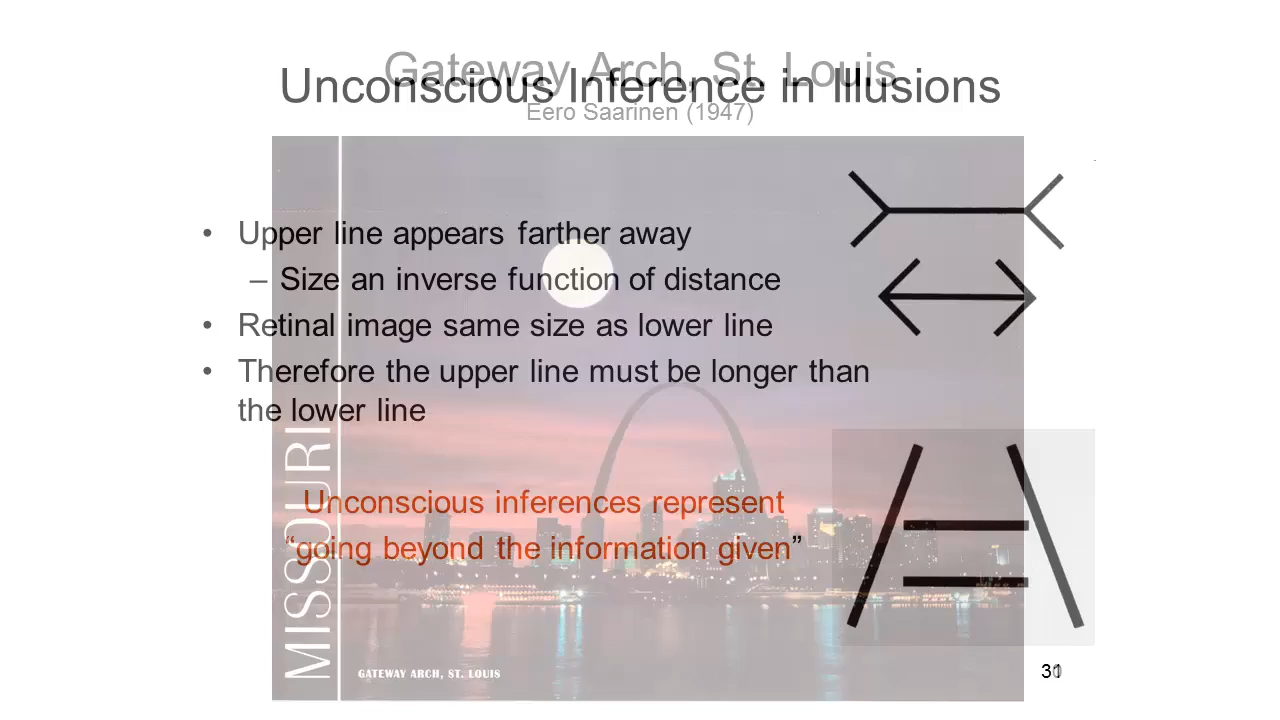 Gateway Arch, St. Louis
Unconscious Inference in Illusions
Eero Saarinen (1947)
• Upper line appears farther away
– Size an inverse function of distance
• Retinal image same size as lower line
• Therefore the upper line must be longer than
the lower line
Unconscious inferences represent
“going beyond the information given”
MISSOURI
GATEWAY ARCH, ST. LOUIS